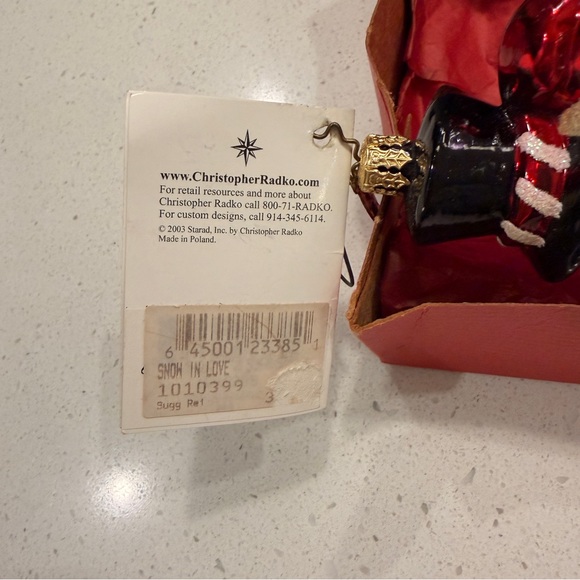 www.ChristopherRadko.com
For retail resources and more about
Christopher Radko call 800-71-RADKO.
For custom designs, call 914-345-6114.
© 2003 Starad, Inc. by Christopher Radko
Made in Poland.
6 45001 23385 1
SNOW IN LOVE
1010399
Sugg Rel 3